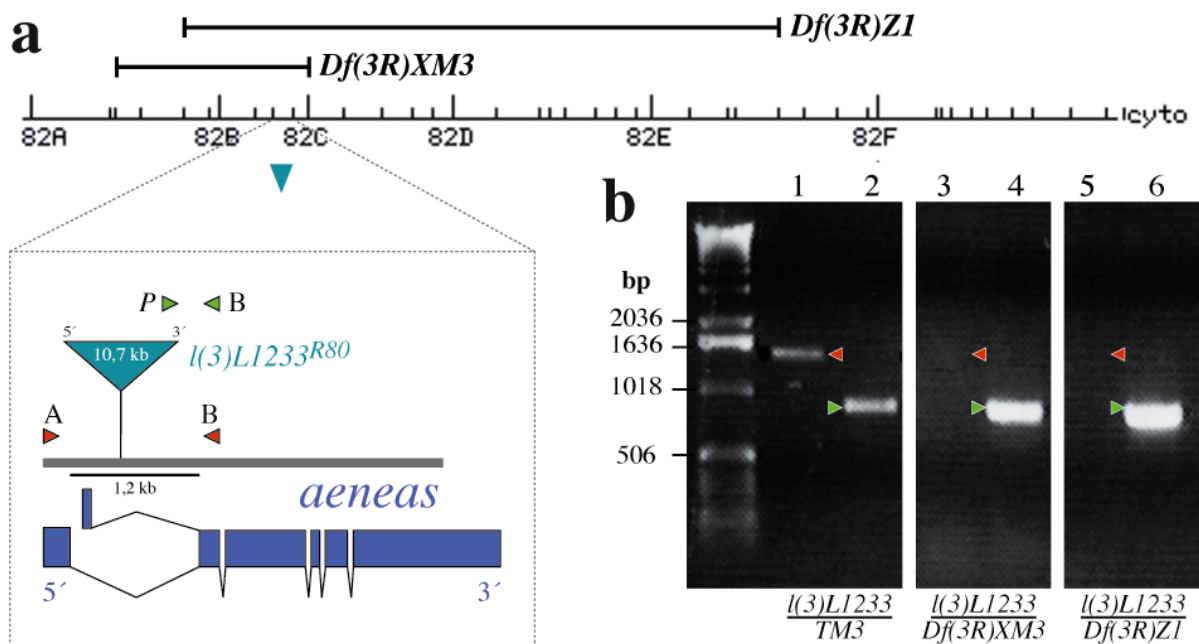 a
Df(3R)Z1
Df(3R)XM3
82A 82B 82C 82D 82E 82F cyto
b
1 2 3 4 5 6
P B
5´ 3´
10,7 kb
l(3)L1233R80
A B
1,2 kb
aeneas
5´ 3´
bp
2036
1636
1018
506
l(3)L1233 l(3)L1233 l(3)L1233
TM3 Df(3R)XM3 Df(3R)Z1